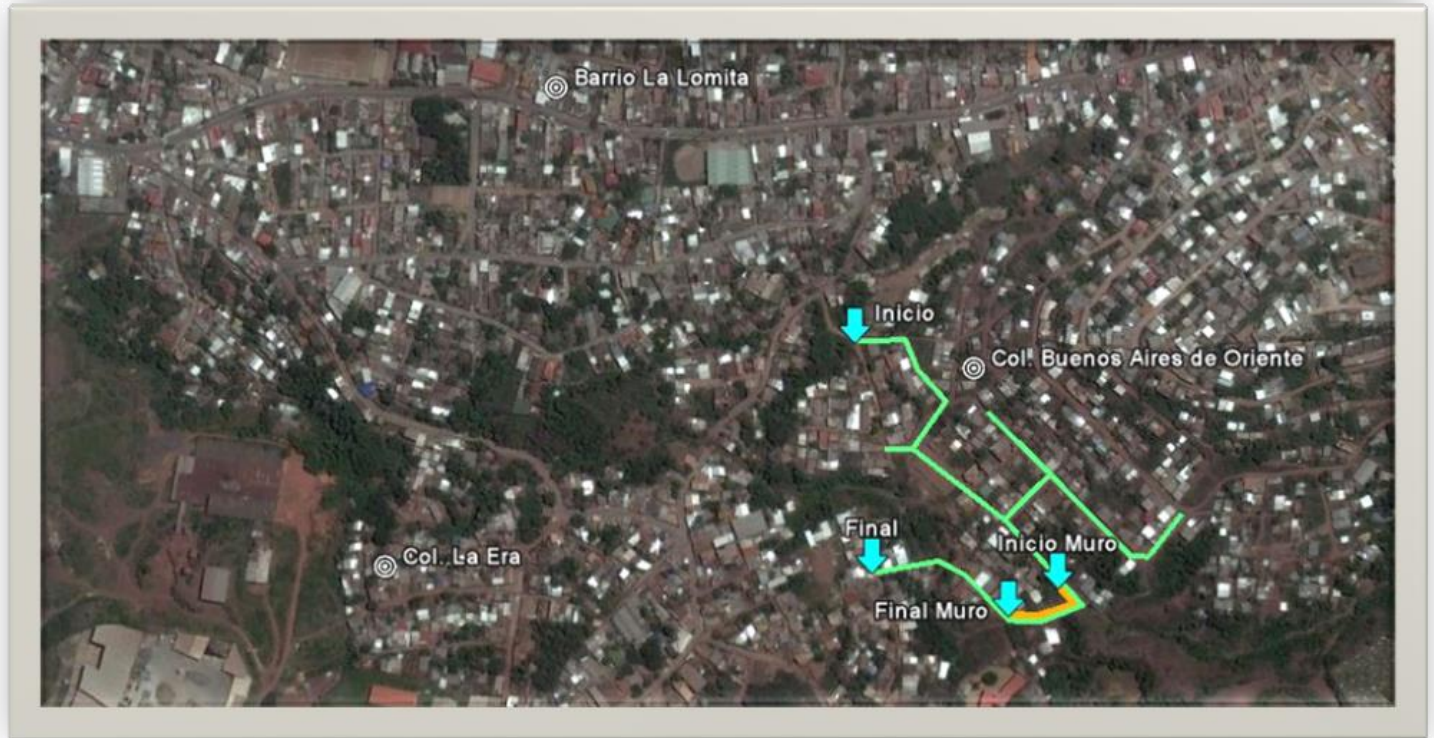 Barrio La Lomita
Inicio
Col. Buenos Aires de Oriente
Final
Inicio Muro
Col. La Era
Final Muro